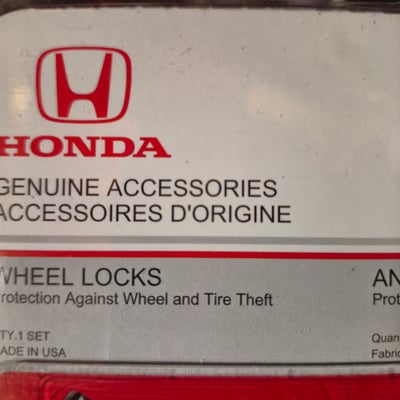 HONDA
GENUINE ACCESSORIES
ACCESSOIRES D'ORIGINE
WHEEL LOCKS
rotection Against Wheel and Tire Theft
TY.1 SET
ADE IN USA
AN
Prot
Quan
Fabric